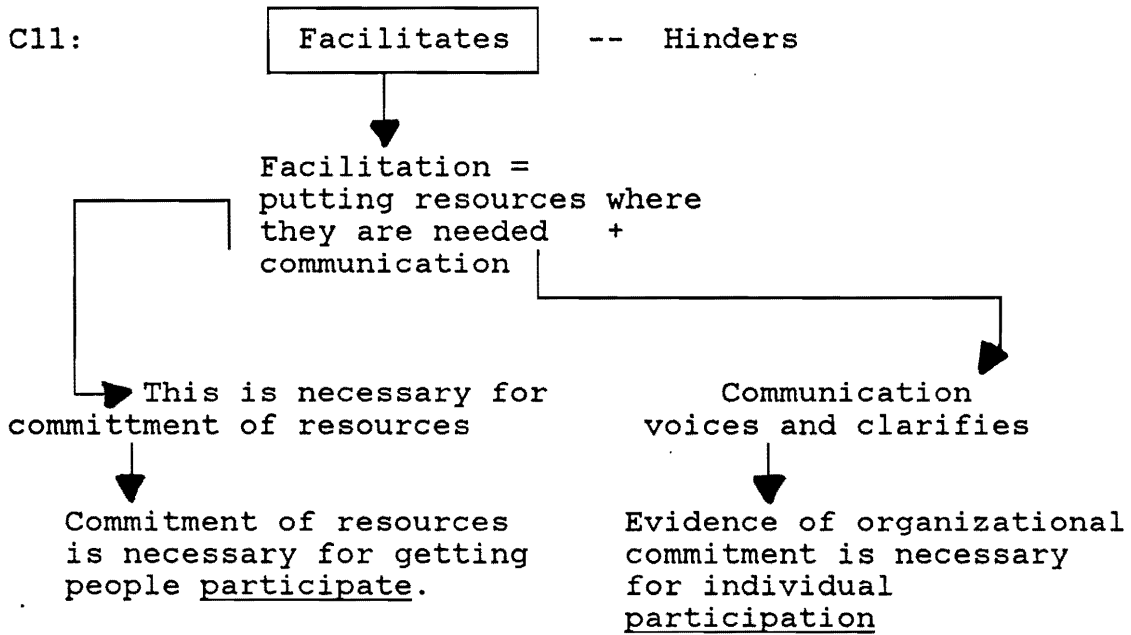 C11: Facilitates -- Hinders
Facilitation =
putting resources where
they are needed +
communication
This is necessary for
committment of resources
Commitment of resources
is necessary for getting
people participate.
Communication
voices and clarifies
Evidence of organizational
commitment is necessary
for individual
participation